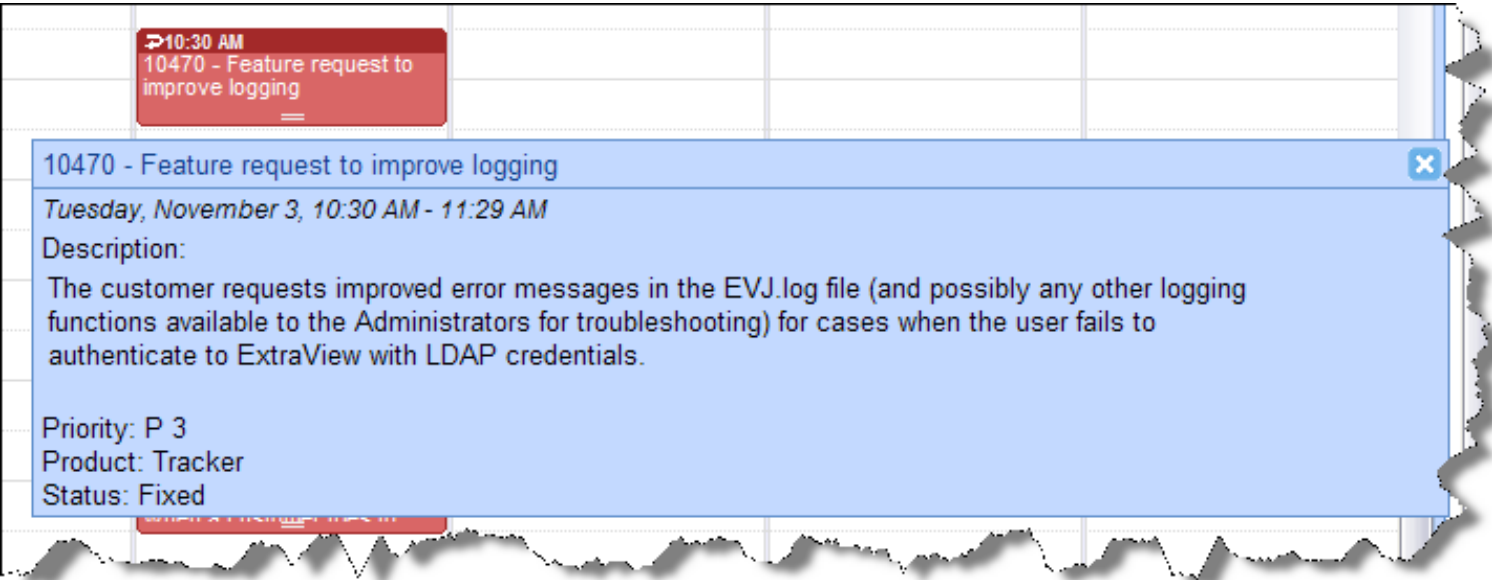 10:30 AM
10470 - Feature request to
improve logging
10470 - Feature request to improve logging
Tuesday, November 3, 10:30 AM - 11:29 AM
Description:
The customer requests improved error messages in the EVJ.log file (and possibly any other logging
functions available to the Administrators for troubleshooting) for cases when the user fails to
authenticate to ExtraView with LDAP credentials.
Priority: P 3
Product: Tracker
Status: Fixed